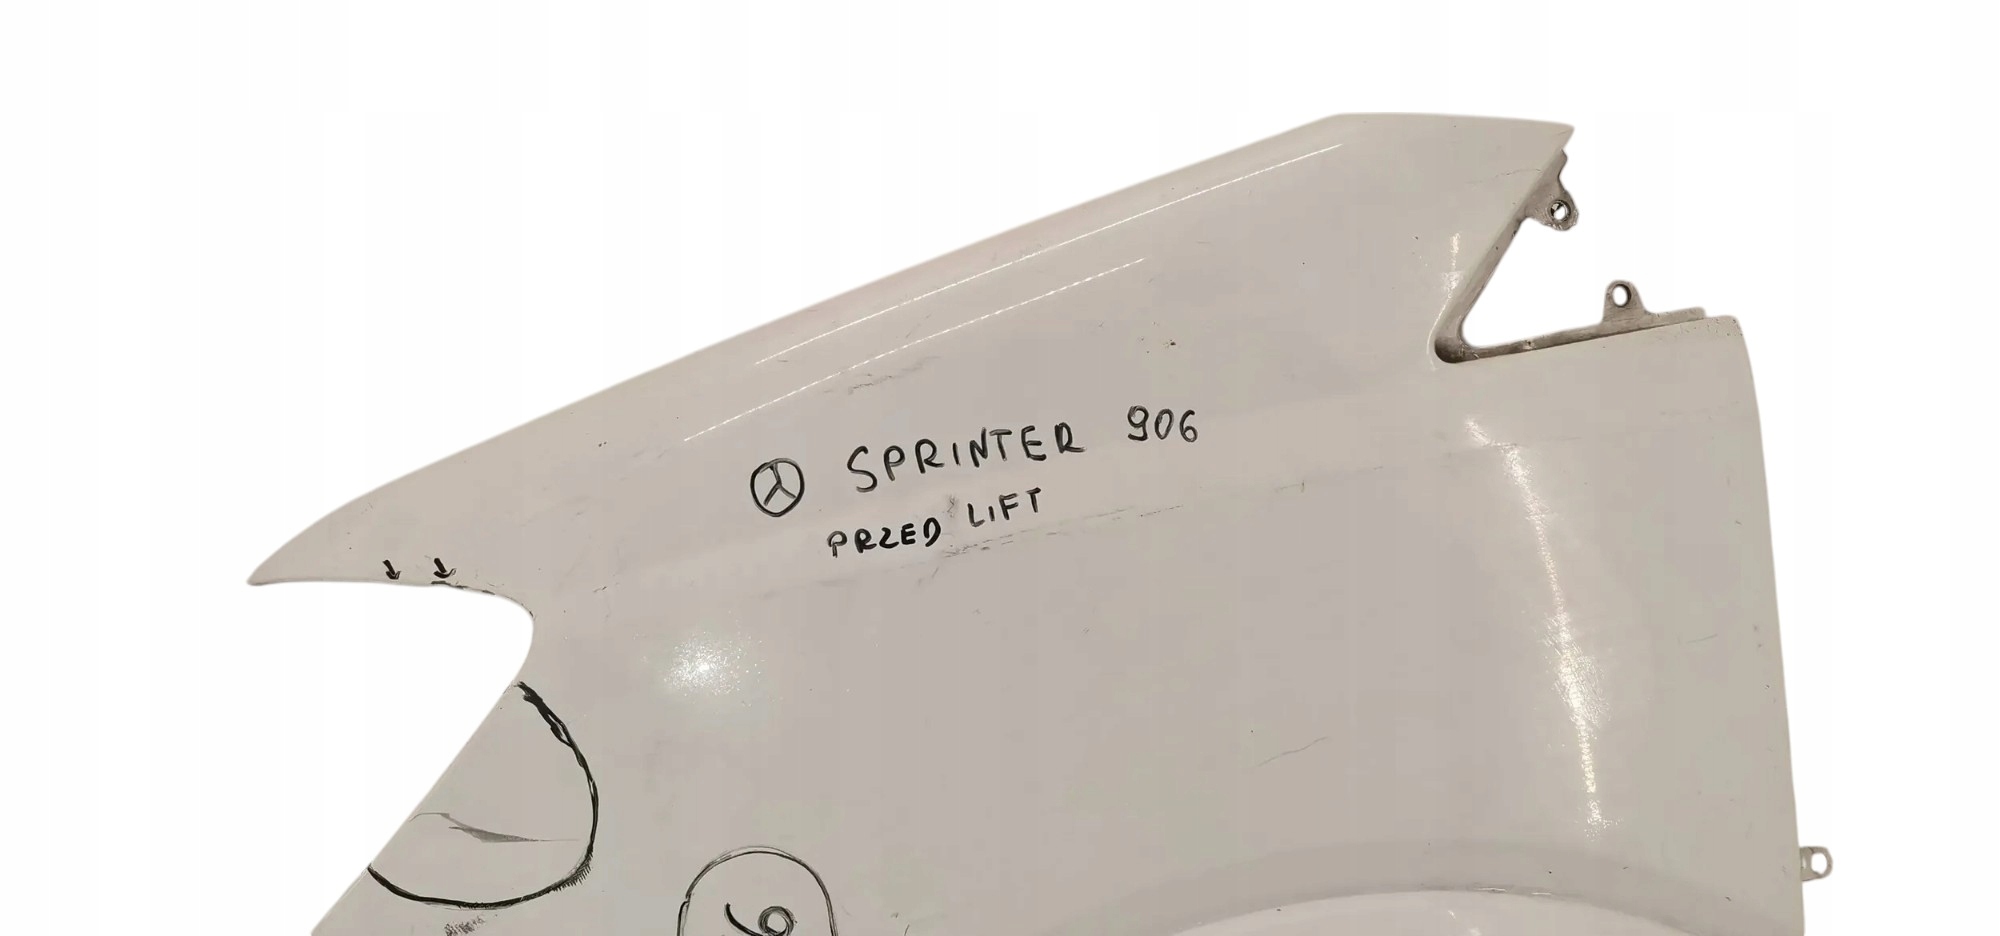 SPRINTER 906
PRZED LIFT